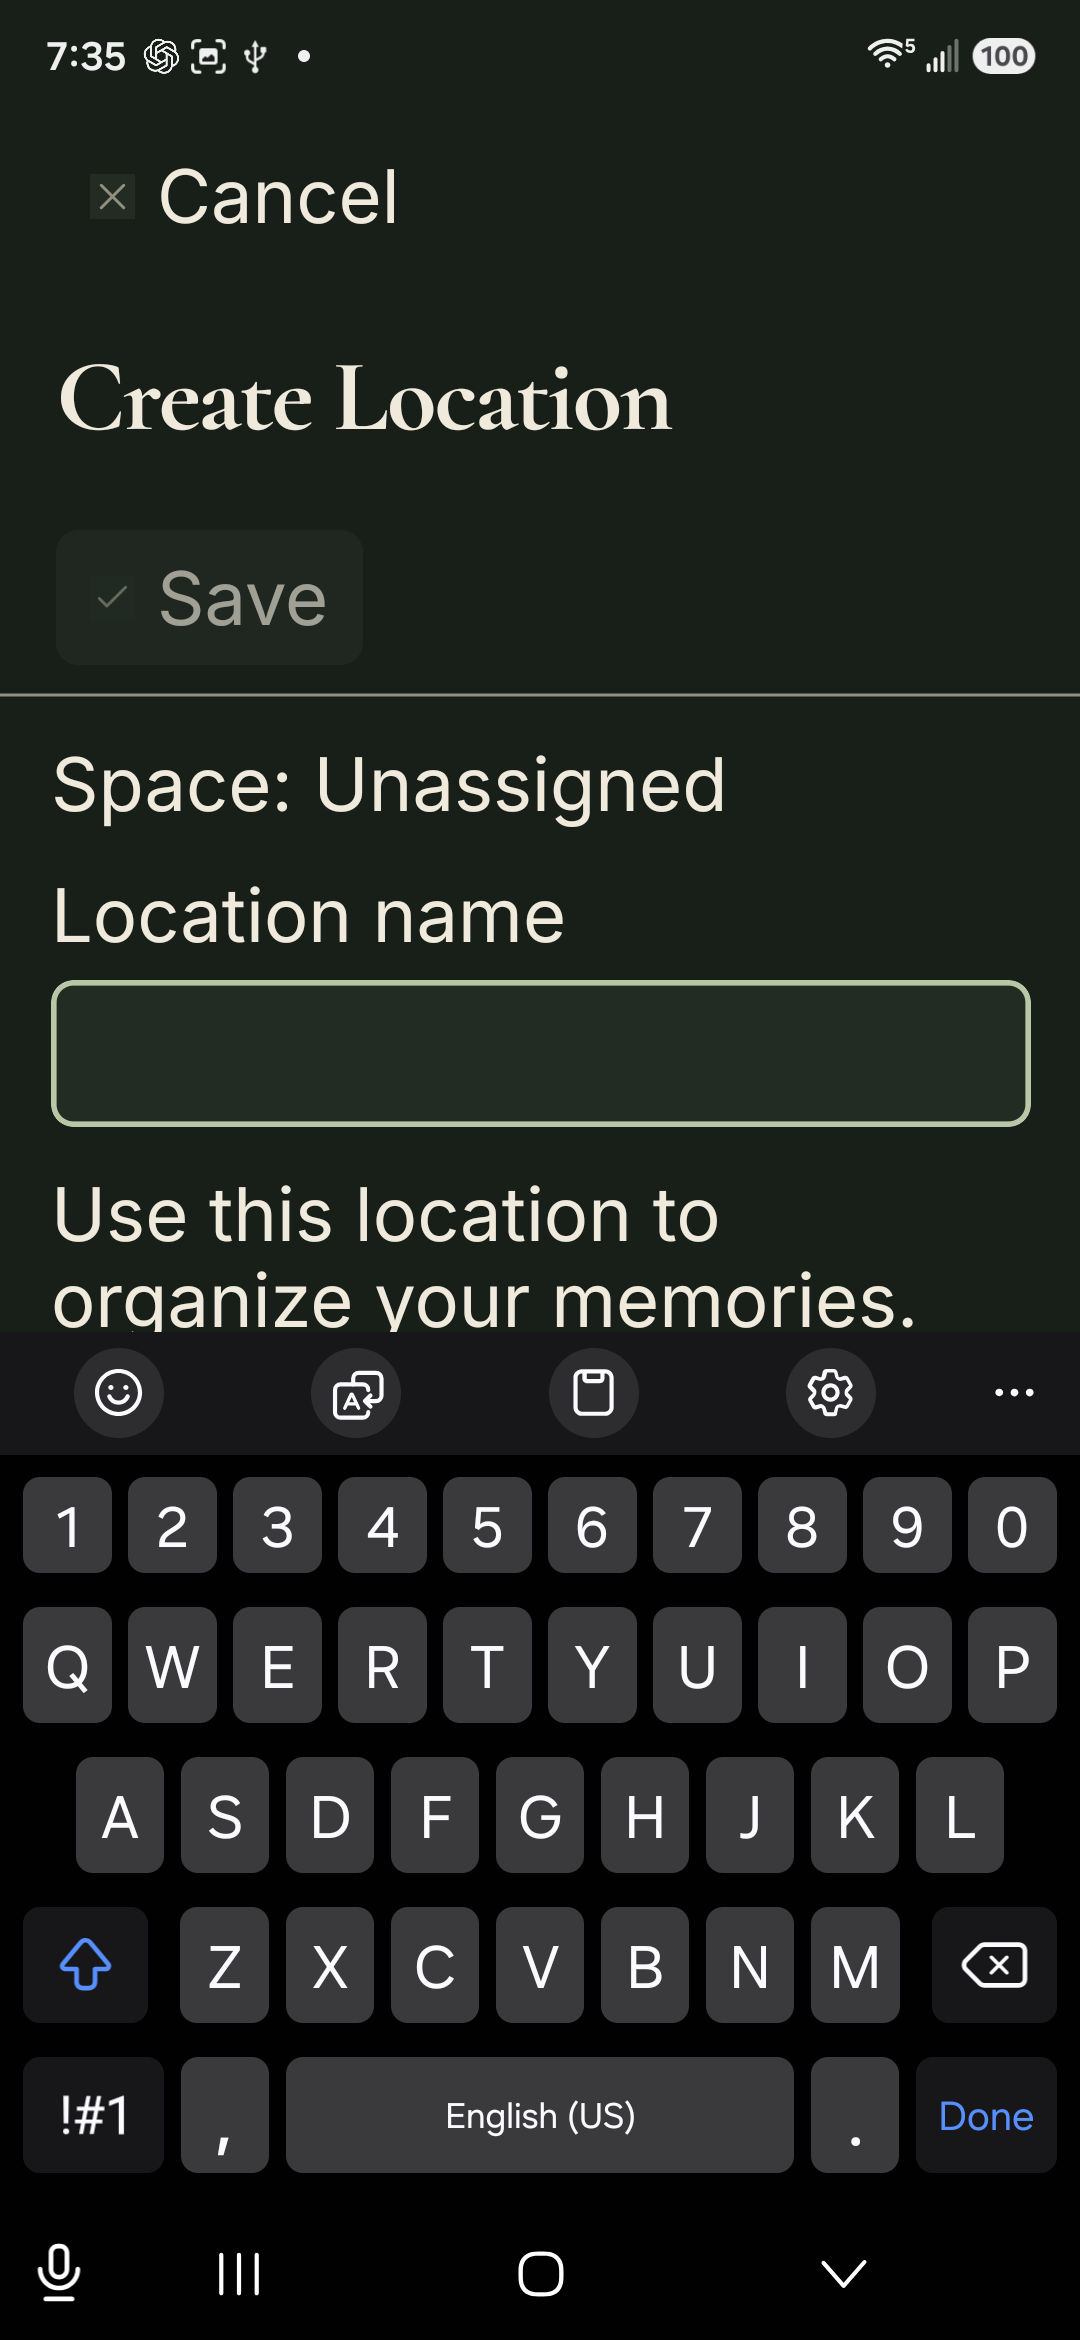 7:35
5
100
Cancel
Create Location
Save
Space: Unassigned
Location name
Use this location to
organize your memories.
1 2 3 4 5 6 7 8 9 0
Q W E R T Y U I O P
A S D F G H J K L
Z X C V B N M
!#1 , English (US) . Done